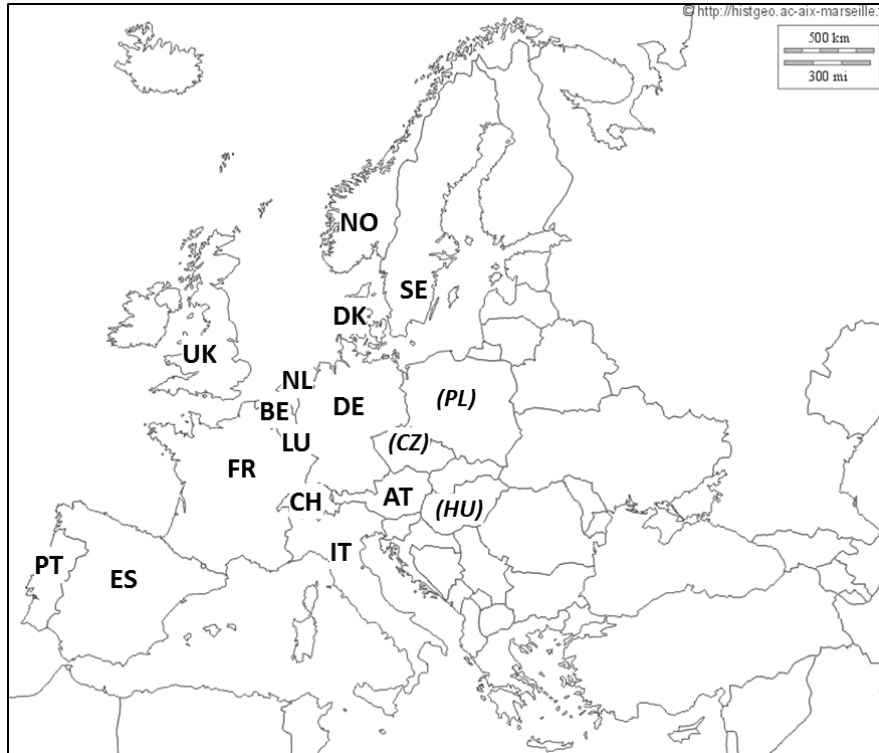 © http://histgeo.ac-aix-marseille.
500 km
300 mi
NO
SE
DK
UK
NL
(PL)
BE
DE
LU
(CZ)
FR
CH
AT
(HU)
IT
PT
ES